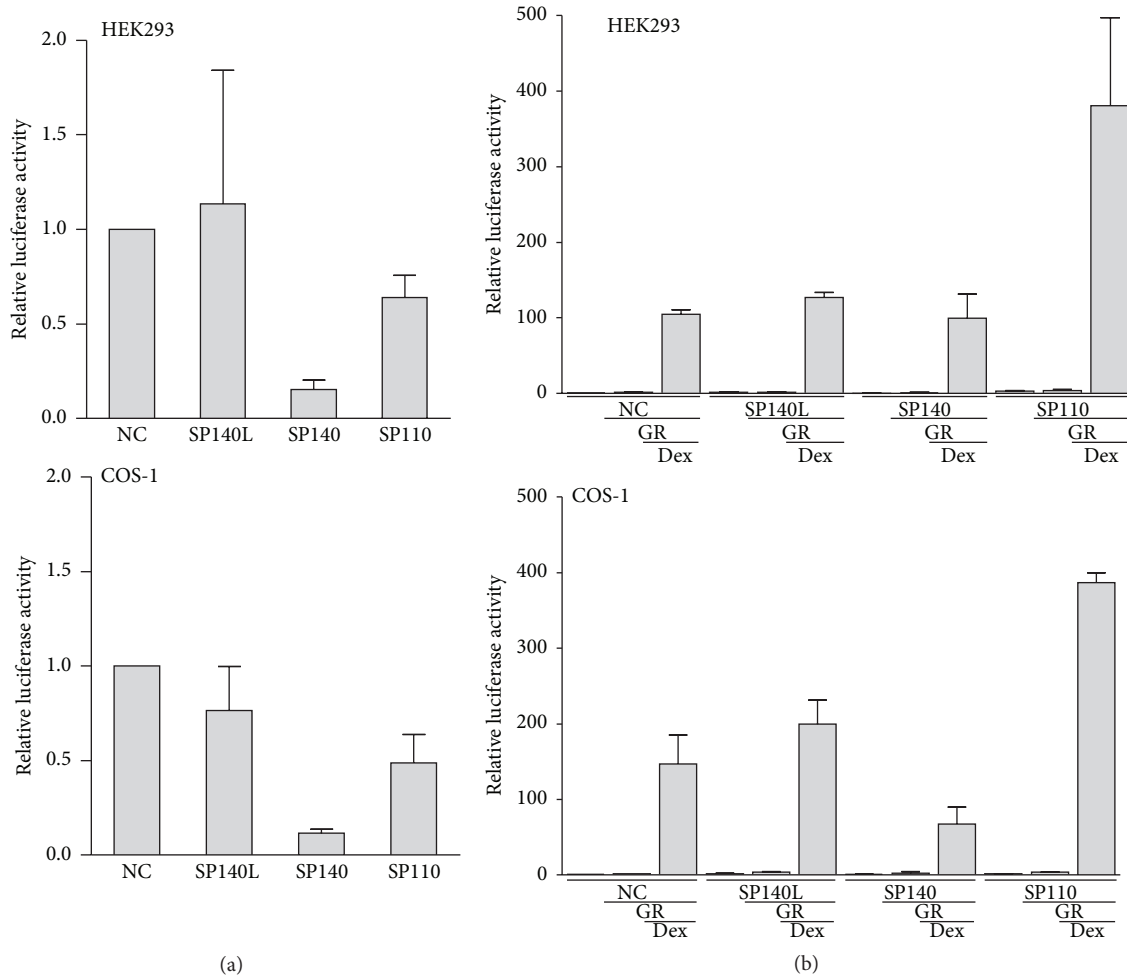 HEK293
Relative luciferase activity
2.0
1.5
1.0
0.5
0.0
NC SP140L SP140 SP110
HEK293
Relative luciferase activity
500
400
300
200
100
0
NC SP140L SP140 SP110
GR GR GR GR
Dex Dex Dex Dex
COS-1
Relative luciferase activity
2.0
1.5
1.0
0.5
0.0
NC SP140L SP140 SP110
(a)
COS-1
Relative luciferase activity
500
400
300
200
100
0
NC SP140L SP140 SP110
GR GR GR GR
Dex Dex Dex Dex
(b)